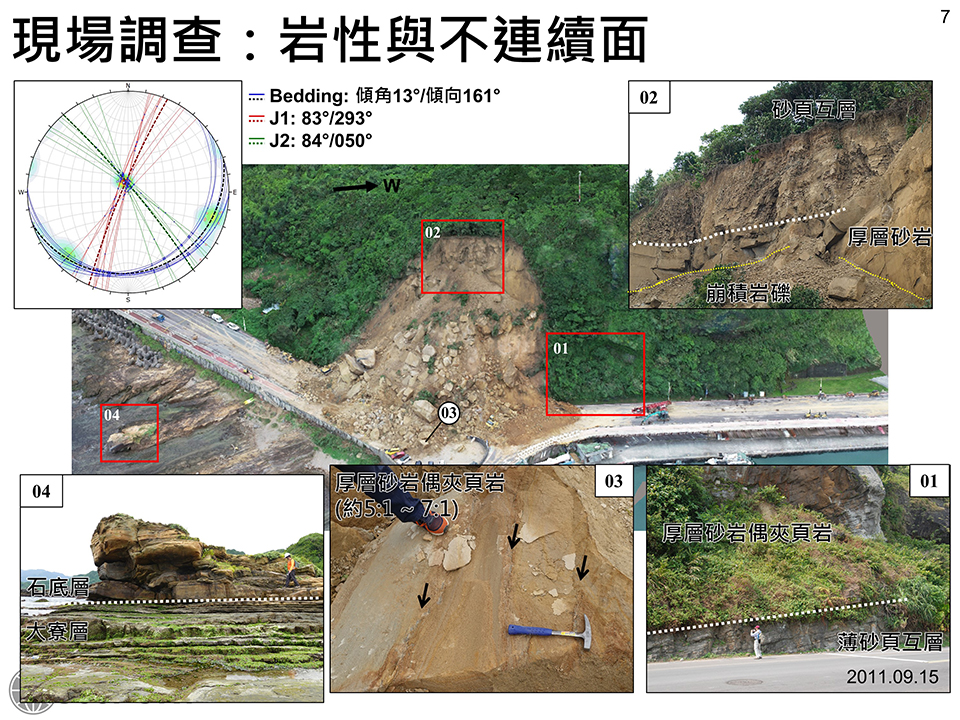 7
現場調查：岩性與不連續面
N
W
E
S
Bedding: 傾角13°/傾向161°
J1: 83°/293°
J2: 84°/050°
W
02
01
03
04
02
砂頁互層
厚層砂岩
崩積岩礫
04
石底層
大寮層
03
厚層砂岩偶夾頁岩
(約5:1 ~ 7:1)
01
厚層砂岩偶夾頁岩
薄砂頁互層
2011.09.15